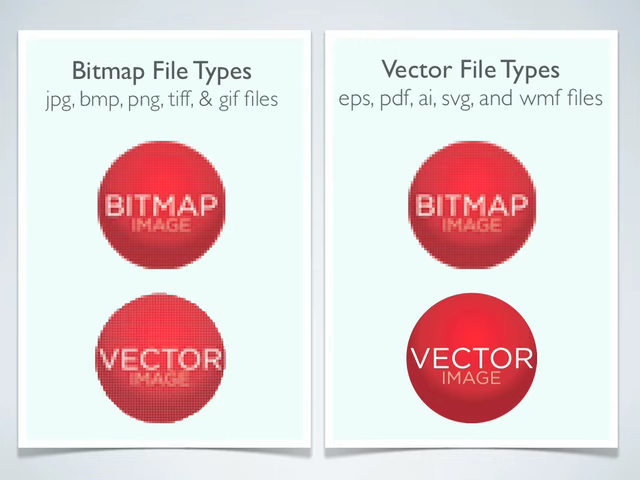 Bitmap File Types
jpg, bmp, png, tiff, & gif files
BITMAP
IMAGE
VECTOR
IMAGE
Vector File Types
eps, pdf, ai, svg, and wmf files
BITMAP
IMAGE
VECTOR
IMAGE